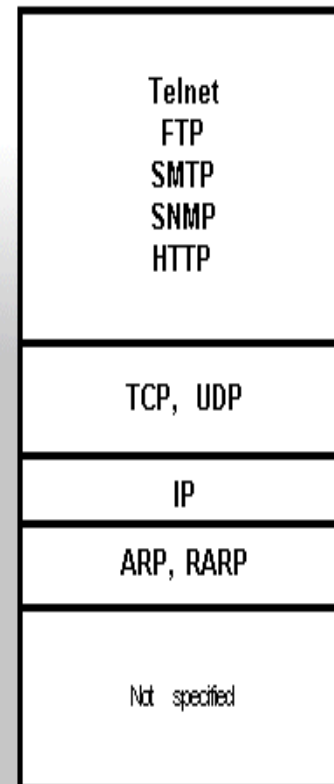 Telnet
FTP
SMTP
SNMP
HTTP
TCP, UDP
IP
ARP, RARP
Not specified